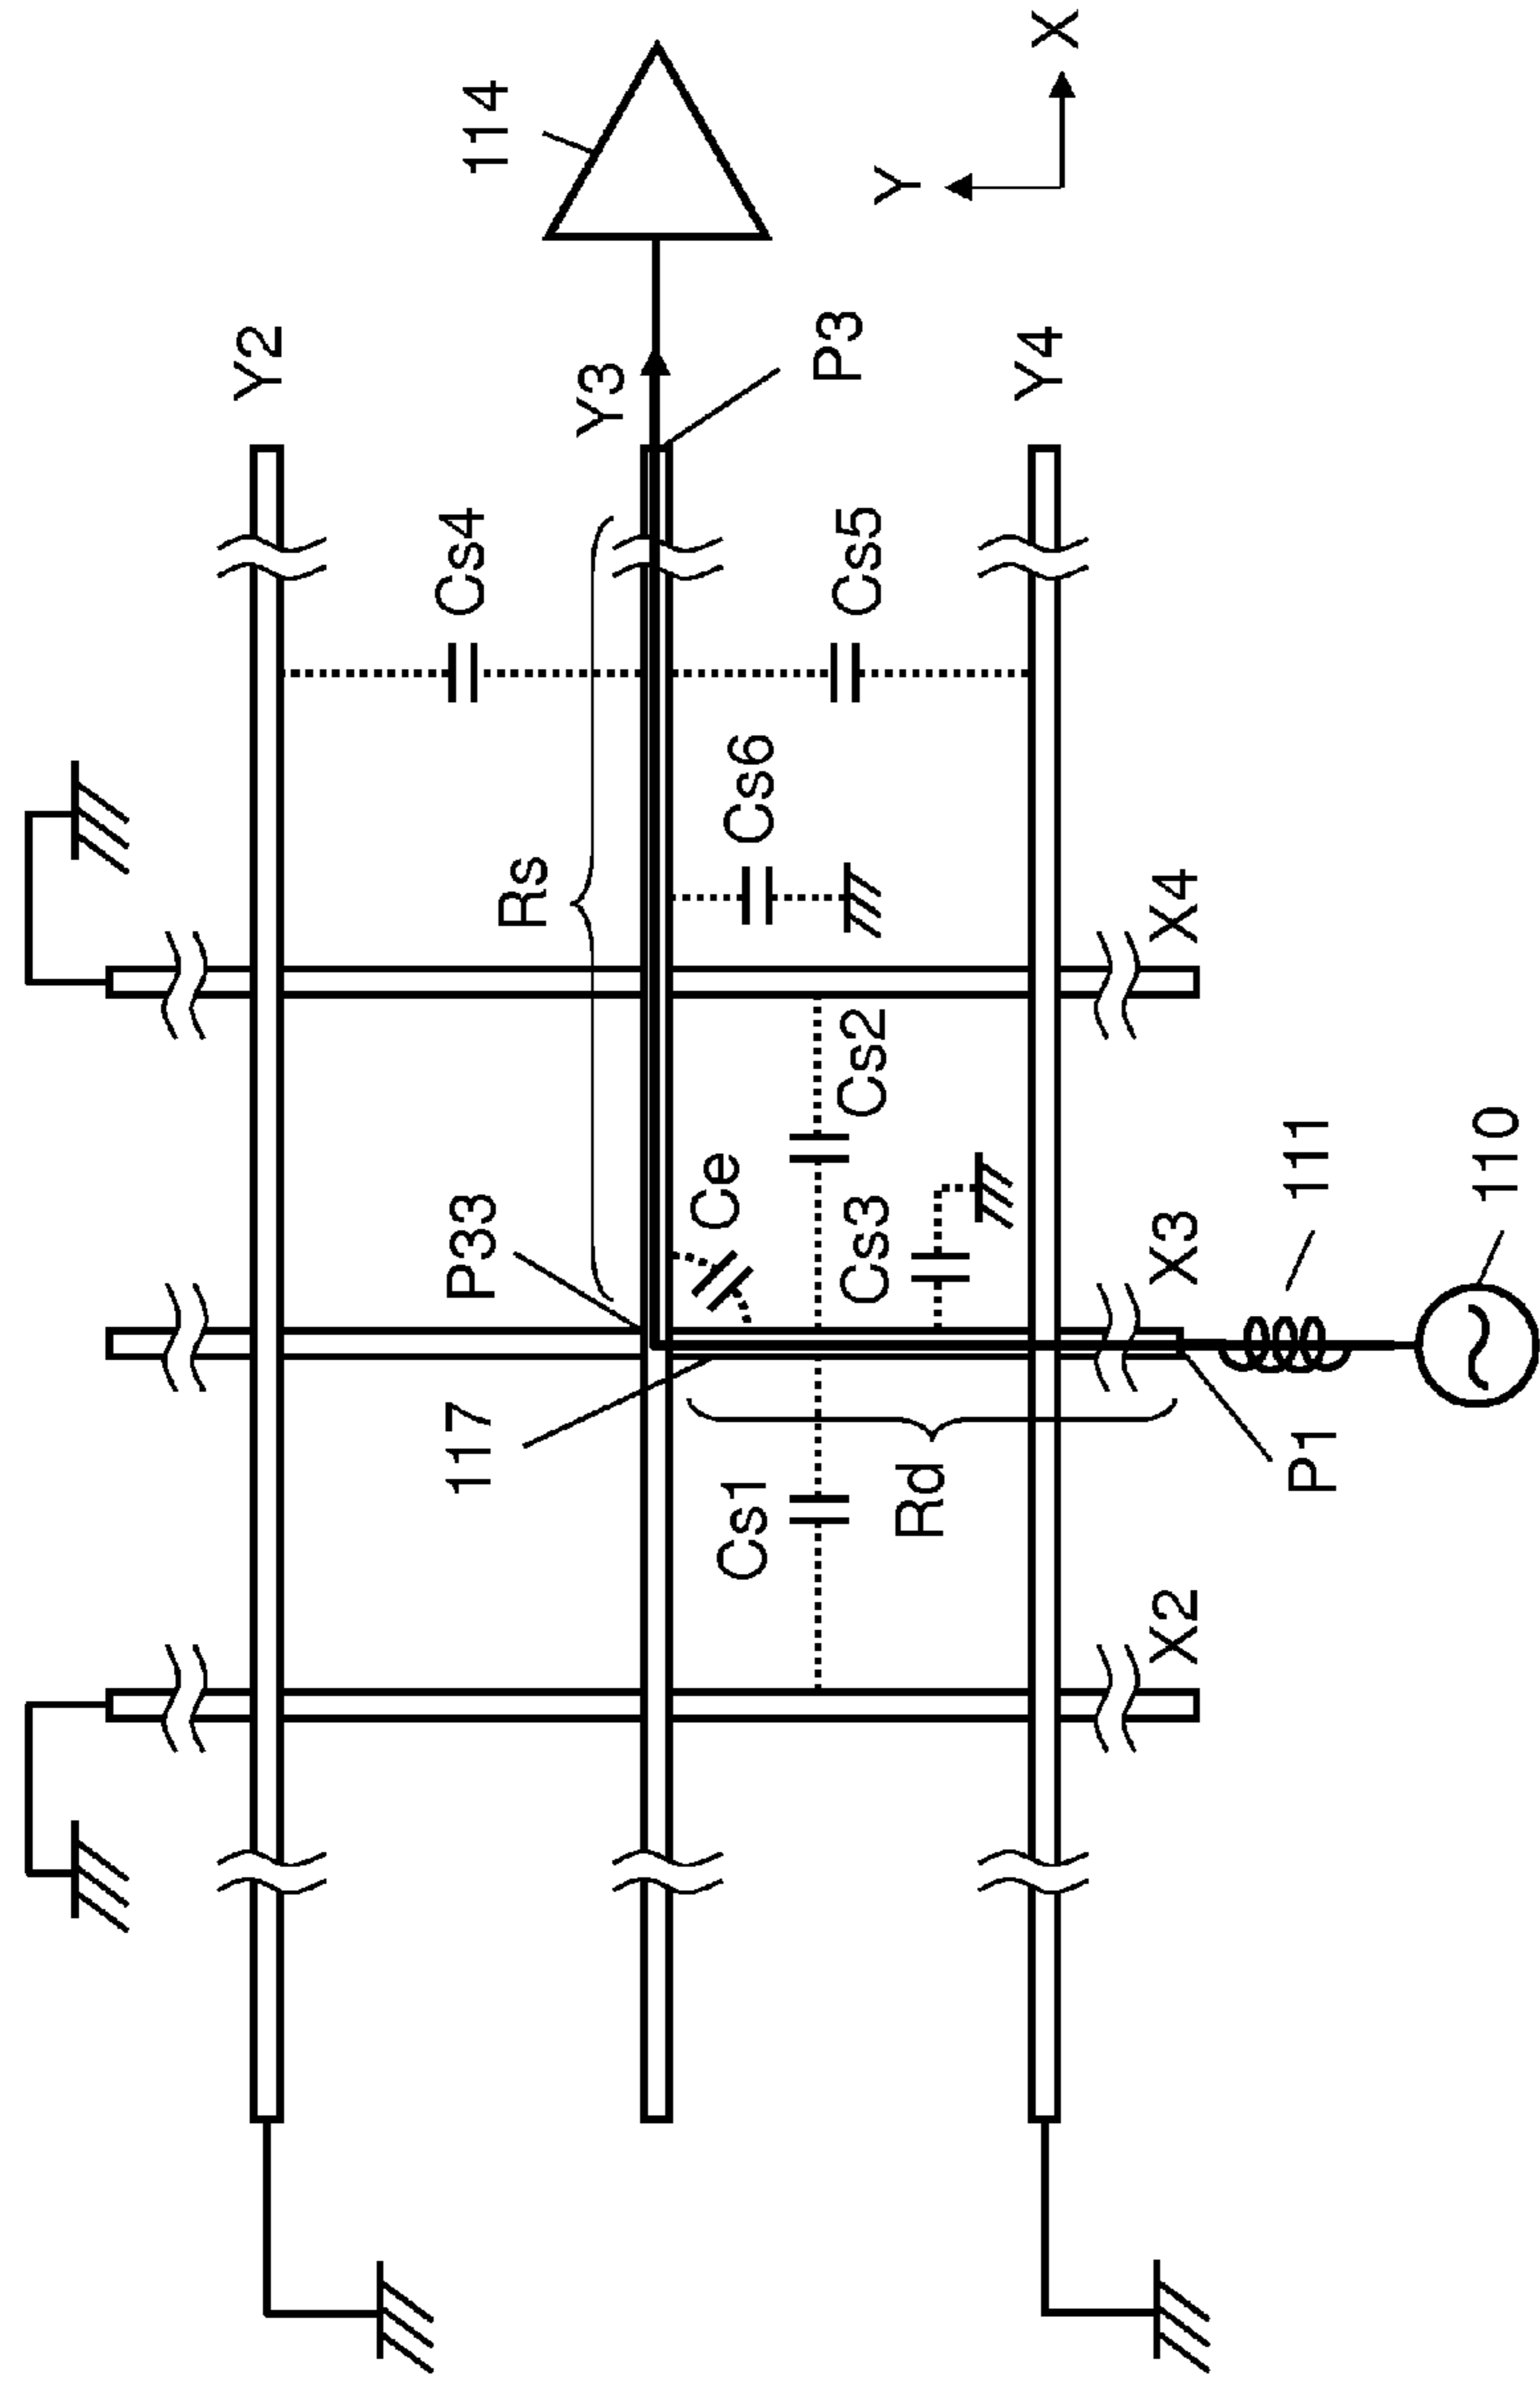 Y2
Y3
Y4
114
Y
X
P3
Cs4
Cs5
Rs
Cs6
X4
P33
Ce
Cs2
Cs3
X3
111
110
117
Cs1
Rd
P1
X2